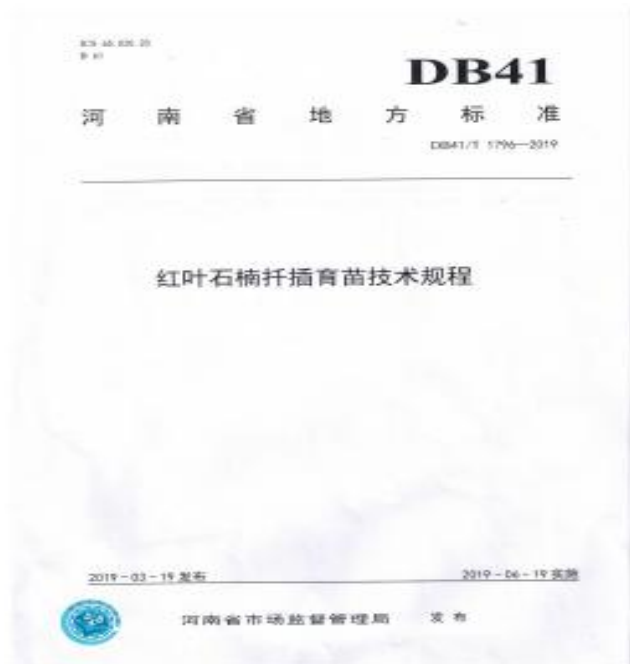 DB41
河南省地方标准
DB41/T 1796—2019
红叶石楠扦插育苗技术规程
2019-03-19发布
2019-06-19实施
河南省市场监督管理局 发布